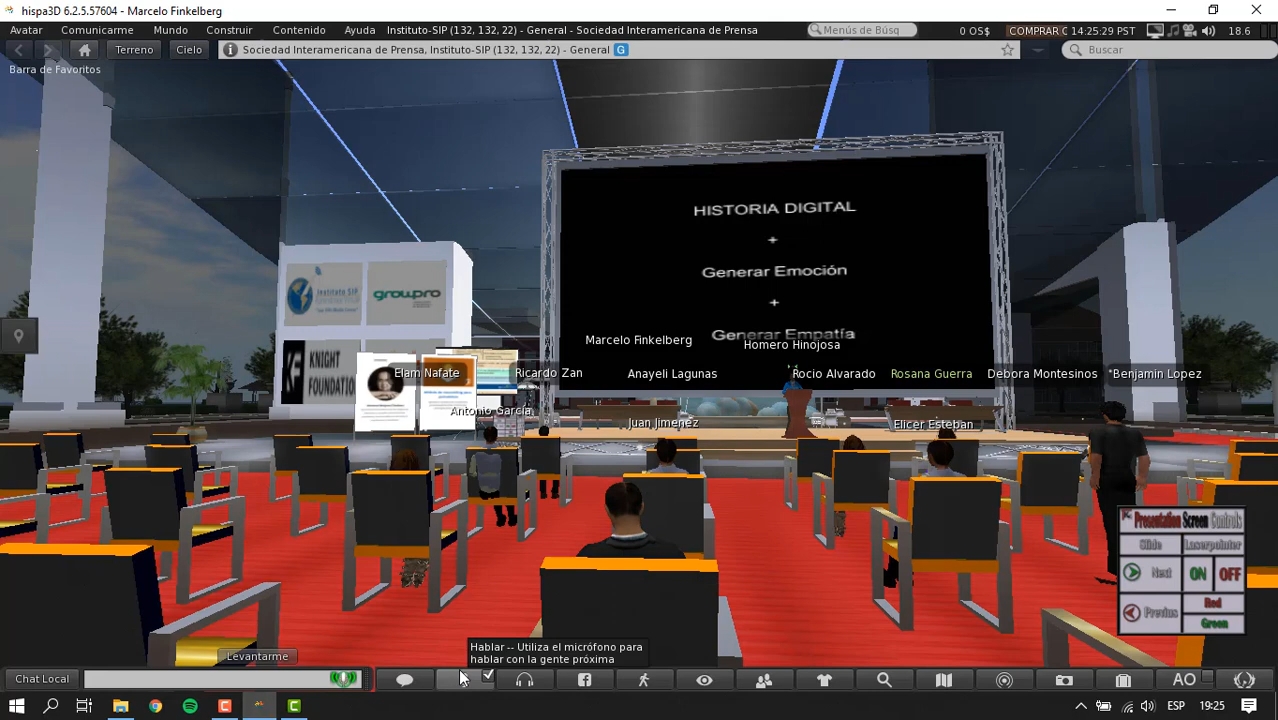 hispa3D 6.2.5.57604 - Marcelo Finkelberg
Avatar Comunicarme Mundo Construir Contenido Ayuda Instituto-SIP (132, 132, 22) - General - Sociedad Interamericana de Prensa
Menús de Búsq
0 OS$ COMPRAR 14:25:29 PST 18.6
Terreno Cielo Sociedad Interamericana de Prensa, Instituto-SIP (132, 132, 22) - General G Buscar
Barra de Favoritos
HISTORIA DIGITAL
+
Generar Emoción
+
Generar Empatía
Instituto SIP
growpro
KNIGHT
FOUNDATION
Marcelo Finkelberg
Homero Hinojosa
Elam Nafate Ricardo Zan Anayeli Lagunas Rocio Alvarado Rosana Guerra Debora Montesinos *Benjamin Lopez
Antonio Garcia
Juan Jimenez Elicer Esteban
Presentation Screen Controls
Slide Laserpointer
Next ON OFF
Previus Red
Green
Hablar -- Utiliza el micrófono para
hablar con la gente próxima
Levantarme
Chat Local
AO
ESP 19:25